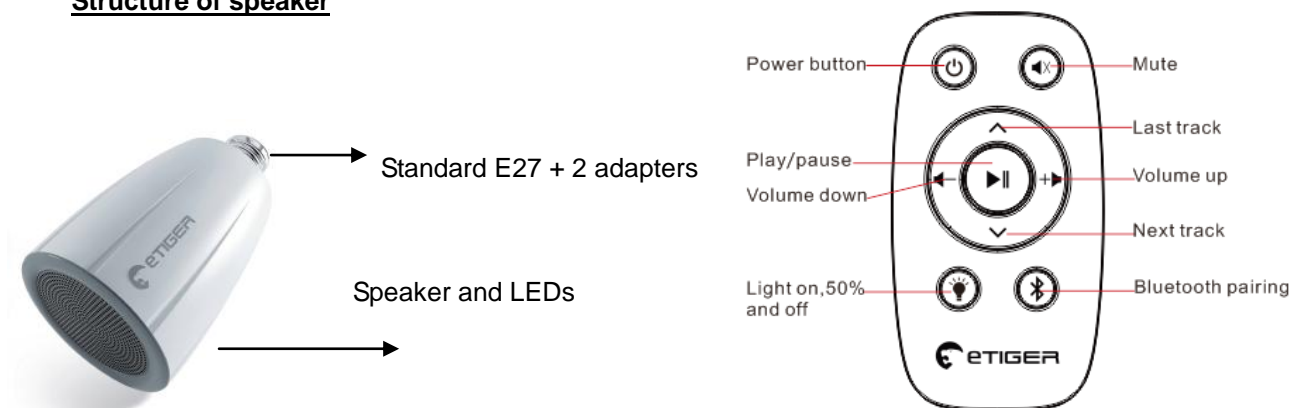 Structure of speaker
Standard E27 + 2 adapters
eTIGER
Speaker and LEDs
Power button
Mute
Last track
Play/pause
Volume down
Volume up
Next track
Light on,50%
and off
Bluetooth pairing
eTIGER